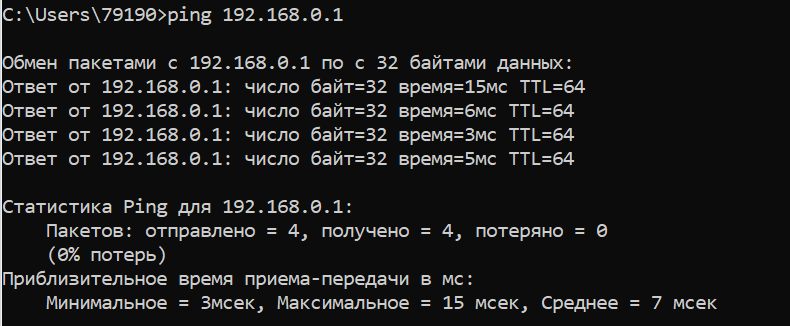 C:\Users\79190>ping 192.168.0.1
Обмен пакетами с 192.168.0.1 по с 32 байтами данных:
Ответ от 192.168.0.1: число байт=32 время=15мс TTL=64
Ответ от 192.168.0.1: число байт=32 время=6мс TTL=64
Ответ от 192.168.0.1: число байт=32 время=3мс TTL=64
Ответ от 192.168.0.1: число байт=32 время=5мс TTL=64
Статистика Ping для 192.168.0.1:
Пакетов: отправлено = 4, получено = 4, потеряно = 0
(0% потерь)
Приблизительное время приема-передачи в мс:
Минимальное = 3мсек, Максимальное = 15 мсек, Среднее = 7 мсек